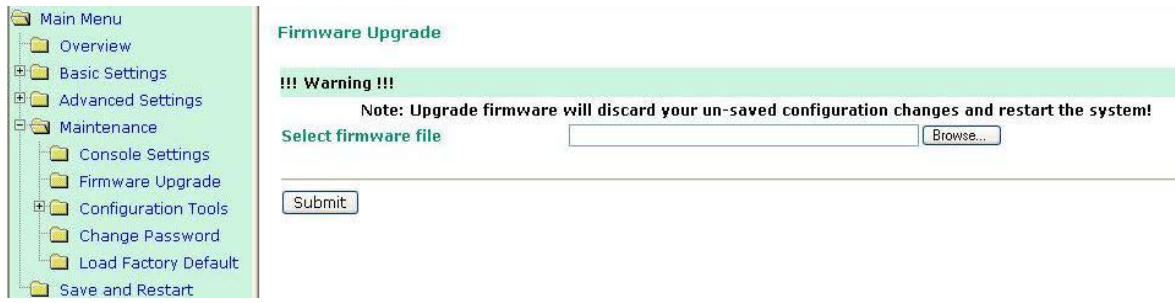 Main Menu
Overview
Basic Settings
Advanced Settings
Maintenance
Console Settings
Firmware Upgrade
Configuration Tools
Change Password
Load Factory Default
Save and Restart
Firmware Upgrade
!!! Warning !!!
Note: Upgrade firmware will discard your un-saved configuration changes and restart the system!
Select firmware file
Browse...
Submit